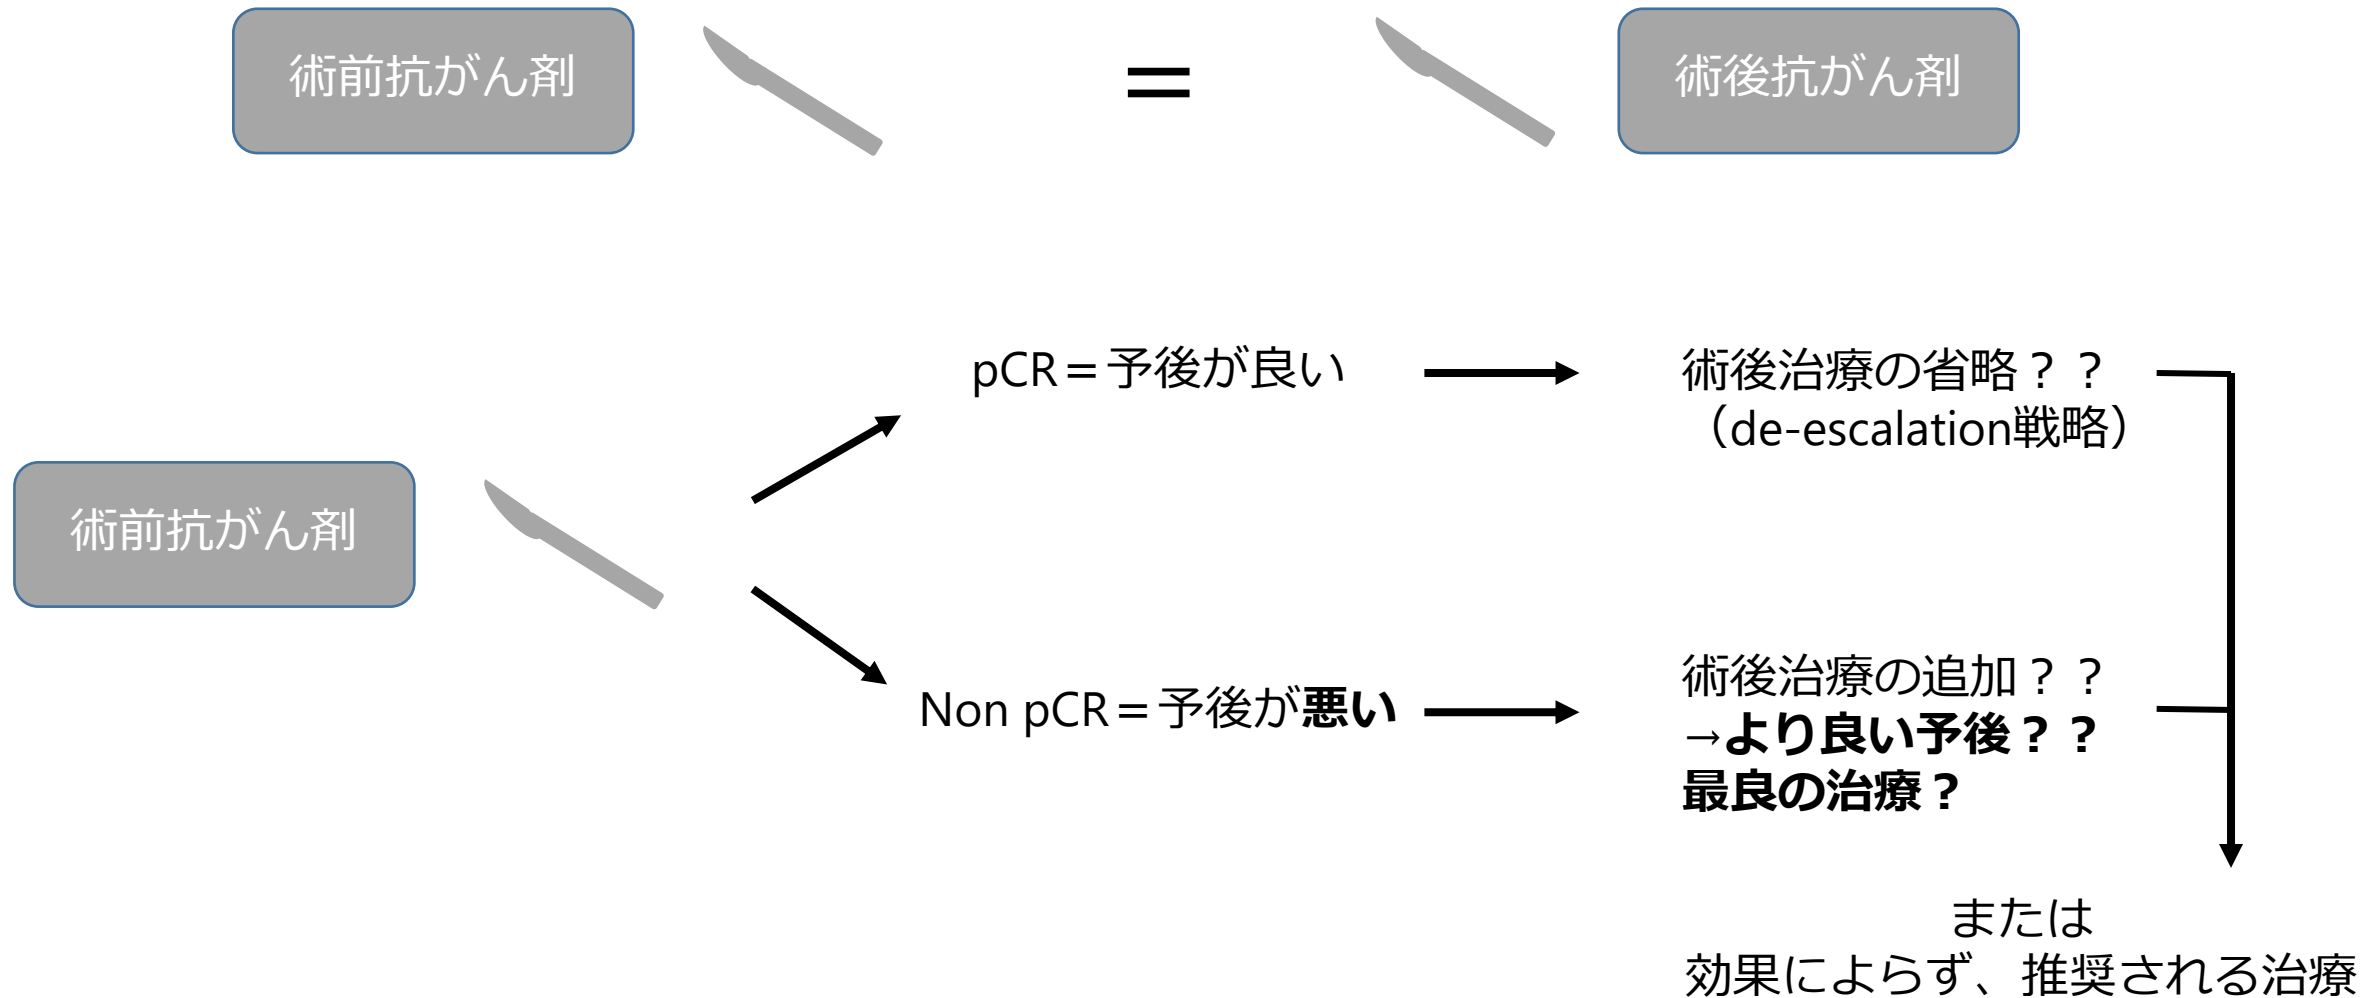 術前抗がん剤
＝
術後抗がん剤
pCR＝予後が良い
術後治療の省略？？
（de-escalation戦略）
術前抗がん剤
Non pCR＝予後が悪い
術後治療の追加？？
→より良い予後？？
最良の治療？
または
効果によらず、推奨される治療